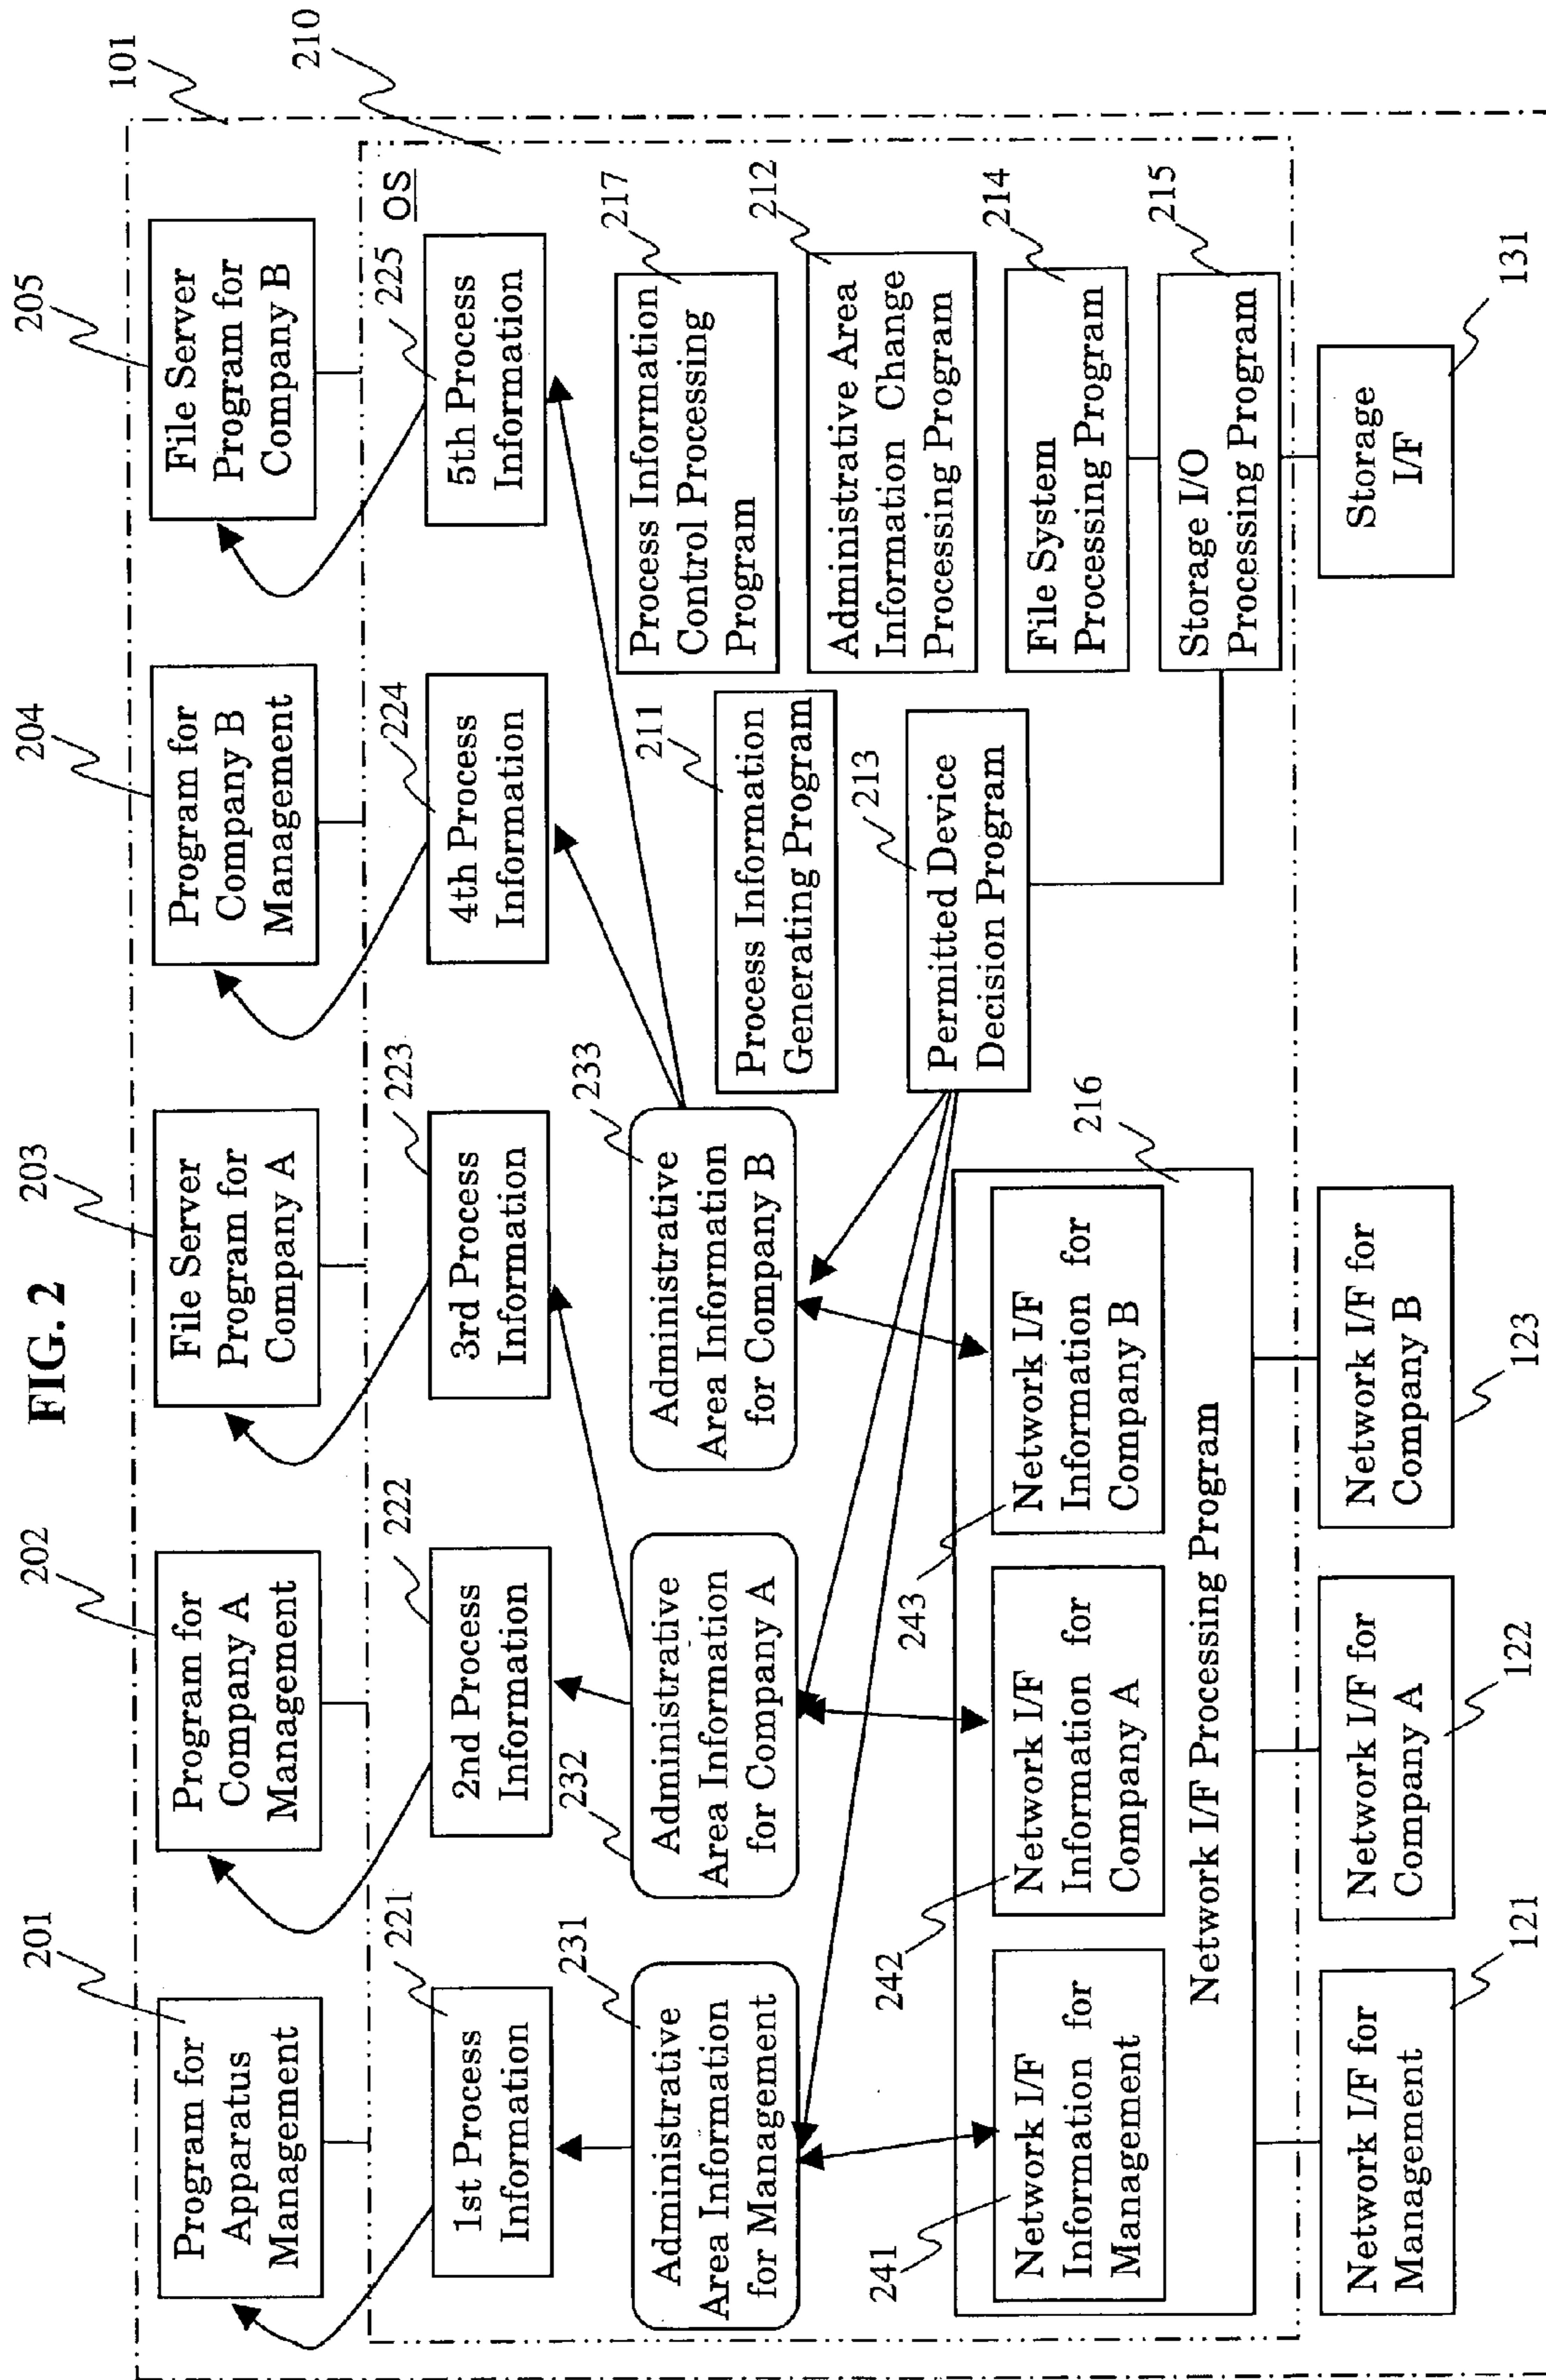 FIG. 2
101
210
201
202
203
204
205
Program for
Apparatus
Management
Program for
Company A
Management
File Server
Program for
Company A
Program for
Company B
Management
File Server
Program for
Company B
OS
221
222
223
224
225
1st Process
Information
2nd Process
Information
3rd Process
Information
4th Process
Information
5th Process
Information
231
232
233
Administrative
Area Information
for Management
Administrative
Area Information
for Company A
Administrative
Area Information
for Company B
217
Process Information
Control Processing
Program
211
Process Information
Generating Program
212
Administrative Area
Information Change
Processing Program
213
Permitted Device
Decision Program
214
File System
Processing Program
215
Storage I/O
Processing Program
216
241
242
243
Network I/F
Information for
Management
Network I/F
Information for
Company A
Network I/F
Information for
Company B
Network I/F Processing Program
Network I/F for
Management
Network I/F for
Company A
Network I/F for
Company B
Storage
I/F
121
122
123
131